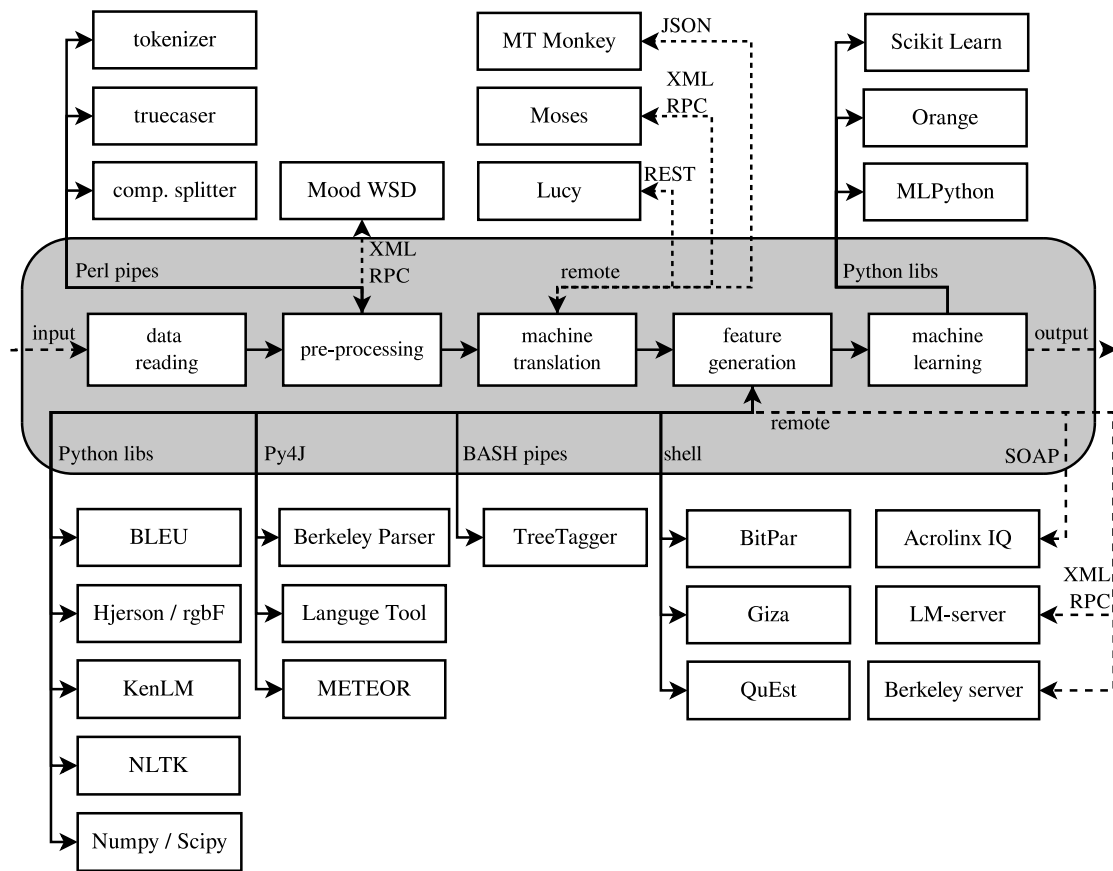 tokenizer
MT Monkey
JSON
Scikit Learn
truecaser
Moses
XML
RPC
Orange
comp. splitter
Mood WSD
Lucy
REST
MLPython
XML
RPC
Perl pipes
remote
Python libs
input
data
reading
pre-processing
machine
translation
feature
generation
machine
learning
output
remote
Python libs
Py4J
BASH pipes
shell
SOAP
BLEU
Berkeley Parser
TreeTagger
BitPar
Acrolinx IQ
Hjerson / rgbF
Languge Tool
Giza
LM-server
XML
RPC
KenLM
METEOR
QuEst
Berkeley server
NLTK
Numpy / Scipy